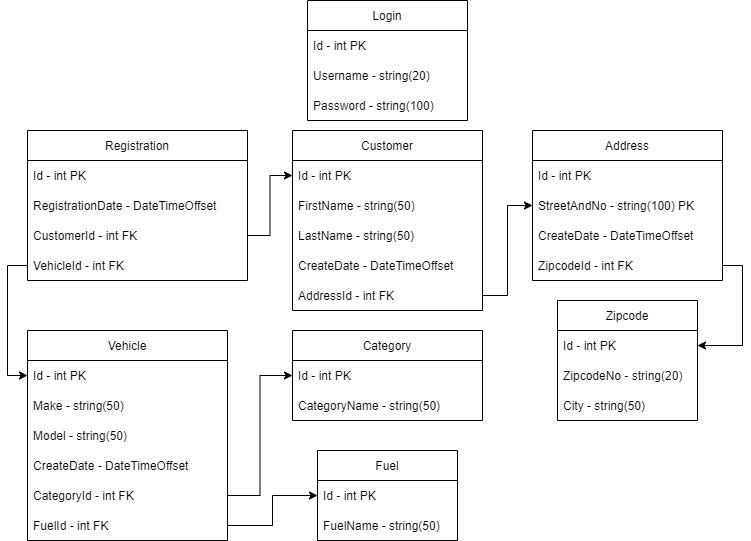 Login
Id - int PK
Username - string(20)
Password - string(100)
Registration
Id - int PK
RegistrationDate - DateTimeOffset
CustomerId - int FK
VehicleId - int FK
Customer
Id - int PK
FirstName - string(50)
LastName - string(50)
CreateDate - DateTimeOffset
AddressId - int FK
Address
Id - int PK
StreetAndNo - string(100) PK
CreateDate - DateTimeOffset
ZipcodeId - int FK
Vehicle
Id - int PK
Make - string(50)
Model - string(50)
CreateDate - DateTimeOffset
CategoryId - int FK
FuelId - int FK
Category
Id - int PK
CategoryName - string(50)
Zipcode
Id - int PK
ZipcodeNo - string(20)
City - string(50)
Fuel
Id - int PK
FuelName - string(50)